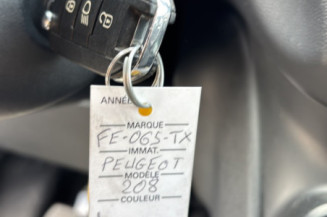 ANNÉE
MARQUE
FE-065-TX
IMMAT.
PEUGEOT
MODÈLE
208
COULEUR